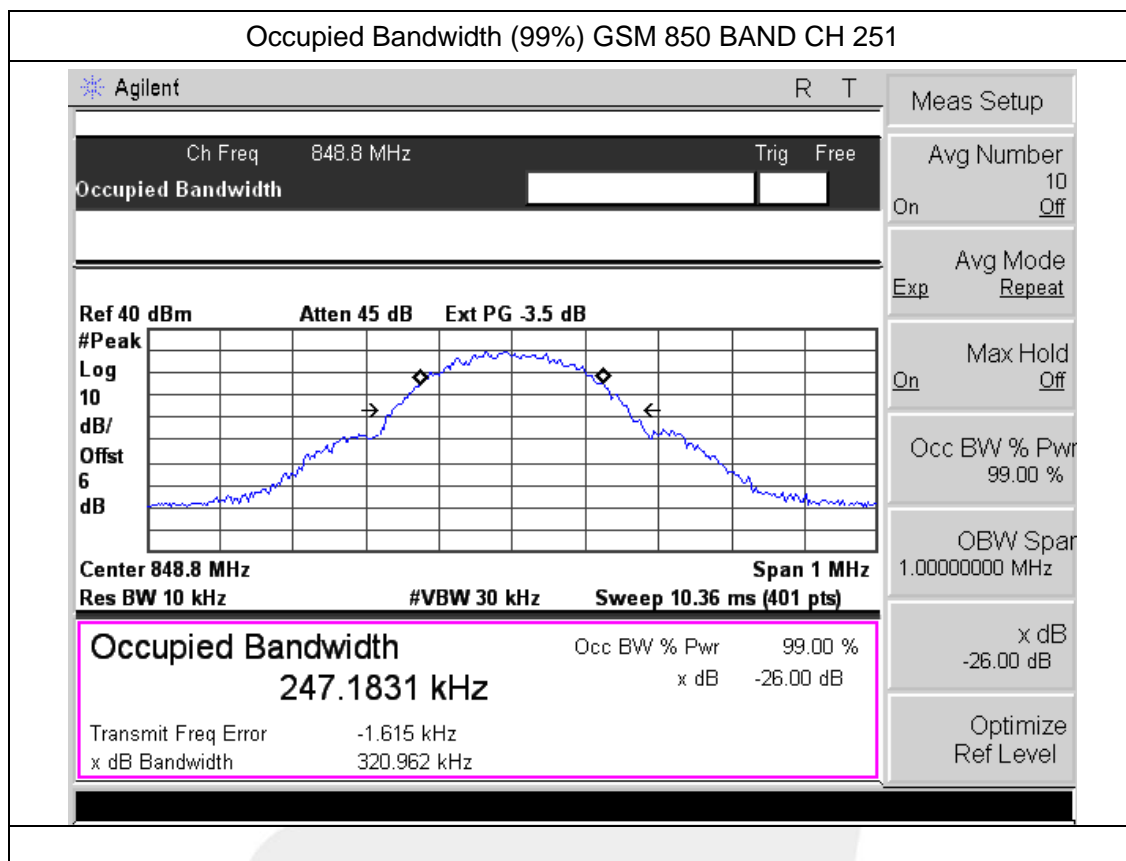 Occupied Bandwidth (99%) GSM 850 BAND CH 251
Agilent R T
Ch Freq 848.8 MHz Trig Free
Occupied Bandwidth
Ref 40 dBm Atten 45 dB Ext PG -3.5 dB
#Peak
Log
10
dB/
Offst
6
dB
Center 848.8 MHz Span 1 MHz
Res BW 10 kHz #VBW 30 kHz Sweep 10.36 ms (401 pts)
Occupied Bandwidth Occ BW % Pwr 99.00 %
247.1831 kHz x dB -26.00 dB
Transmit Freq Error -1.615 kHz
x dB Bandwidth 320.962 kHz
Meas Setup
Avg Number
10
On Off
Avg Mode
Exp Repeat
Max Hold
On Off
Occ BW % Pwr
99.00 %
OBW Span
1.00000000 MHz
x dB
-26.00 dB
Optimize
Ref Level